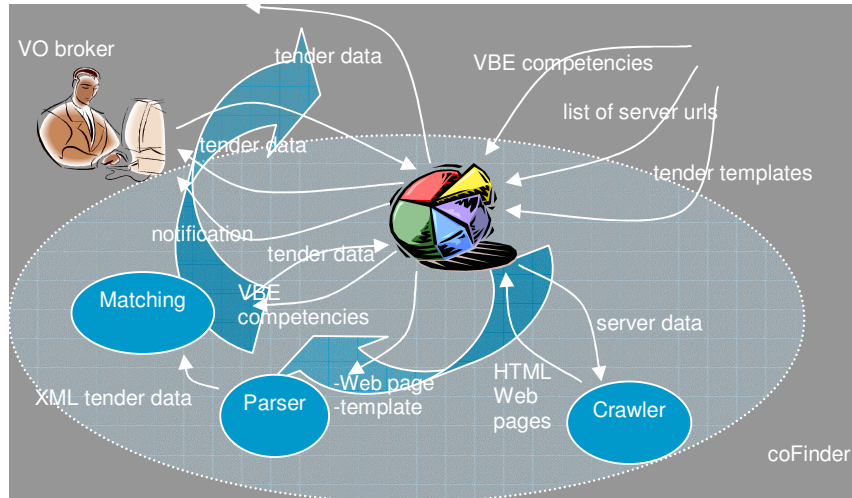 VO broker
tender data
VBE competencies
list of server urls
tender data
tender templates
notification
tender data
Matching
VBE
competencies
server data
XML tender data
Parser
-Web page
-template
HTML
Web
pages
Crawler
coFinder